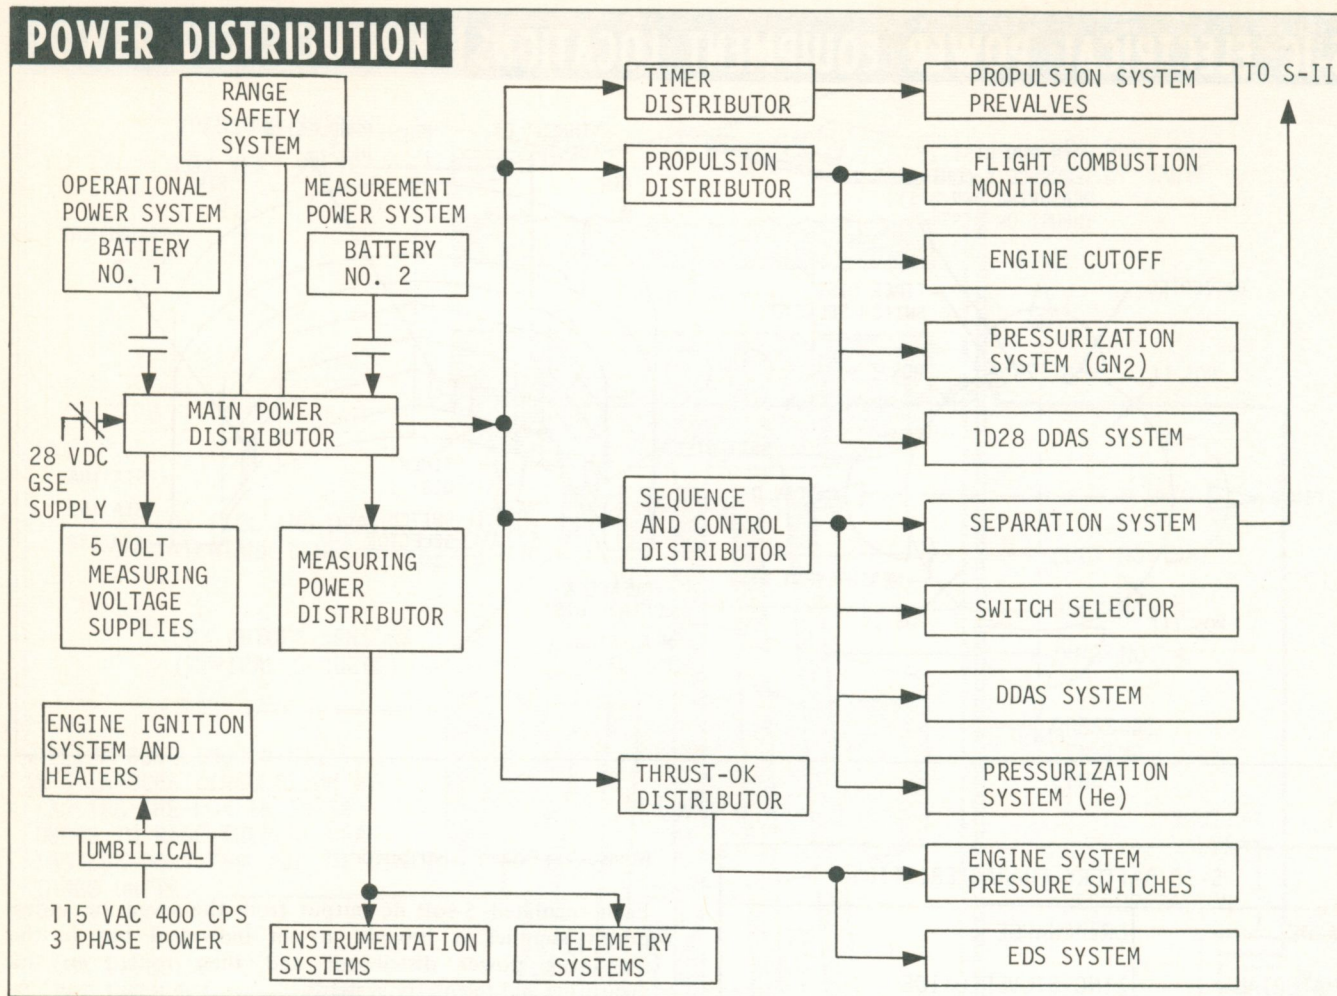 POWER DISTRIBUTION
RANGE
SAFETY
SYSTEM
OPERATIONAL
POWER SYSTEM
BATTERY
NO. 1
MEASUREMENT
POWER SYSTEM
BATTERY
NO. 2
MAIN POWER
DISTRIBUTOR
28 VDC
GSE
SUPPLY
5 VOLT
MEASURING
VOLTAGE
SUPPLIES
MEASURING
POWER
DISTRIBUTOR
ENGINE IGNITION
SYSTEM AND
HEATERS
UMBILICAL
115 VAC 400 CPS
3 PHASE POWER
INSTRUMENTATION
SYSTEMS
TELEMETRY
SYSTEMS
TIMER
DISTRIBUTOR
PROPULSION
DISTRIBUTOR
SEQUENCE
AND CONTROL
DISTRIBUTOR
THRUST-OK
DISTRIBUTOR
PROPULSION SYSTEM
PREVALVES
TO S-II
FLIGHT COMBUSTION
MONITOR
ENGINE CUTOFF
PRESSURIZATION
SYSTEM (GN2)
1D28 DDAS SYSTEM
SEPARATION SYSTEM
SWITCH SELECTOR
DDAS SYSTEM
PRESSURIZATION
SYSTEM (He)
ENGINE SYSTEM
PRESSURE SWITCHES
EDS SYSTEM